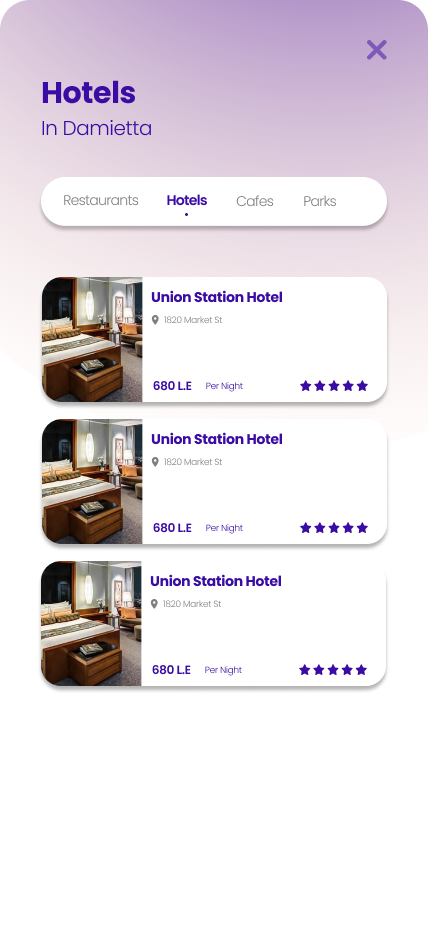 Hotels
In Damietta
Restaurants Hotels Cafes Parks
Union Station Hotel
1820 Market St
680 L.E Per Night
Union Station Hotel
1820 Market St
680 L.E Per Night
Union Station Hotel
1820 Market St
680 L.E Per Night